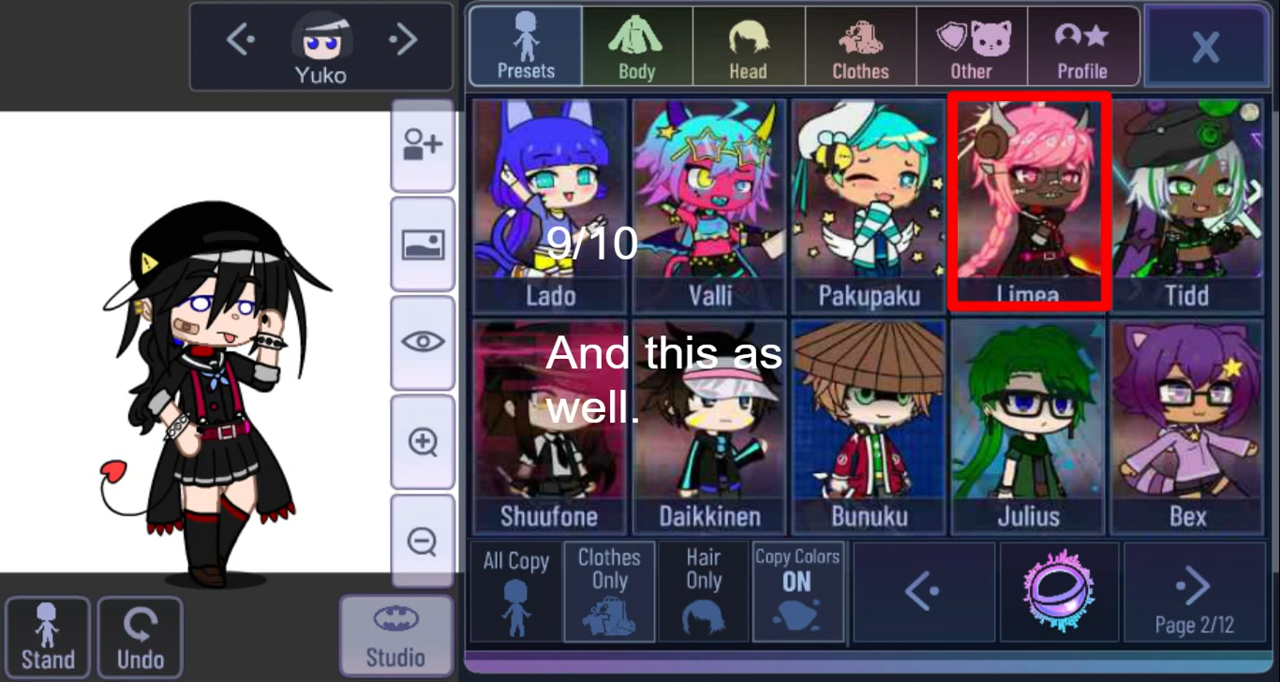 Yuko
Presets
Body
Head
Clothes
Other
Profile
X
Lado
Valli
Pakupaku
Limea
Tidd
9/10
And this as
well.
Shuufone
Daikkinen
Bunuku
Julius
Bex
All Copy
Clothes
Only
Hair
Only
Copy Colors
ON
Page 2/12
Stand
Undo
Studio